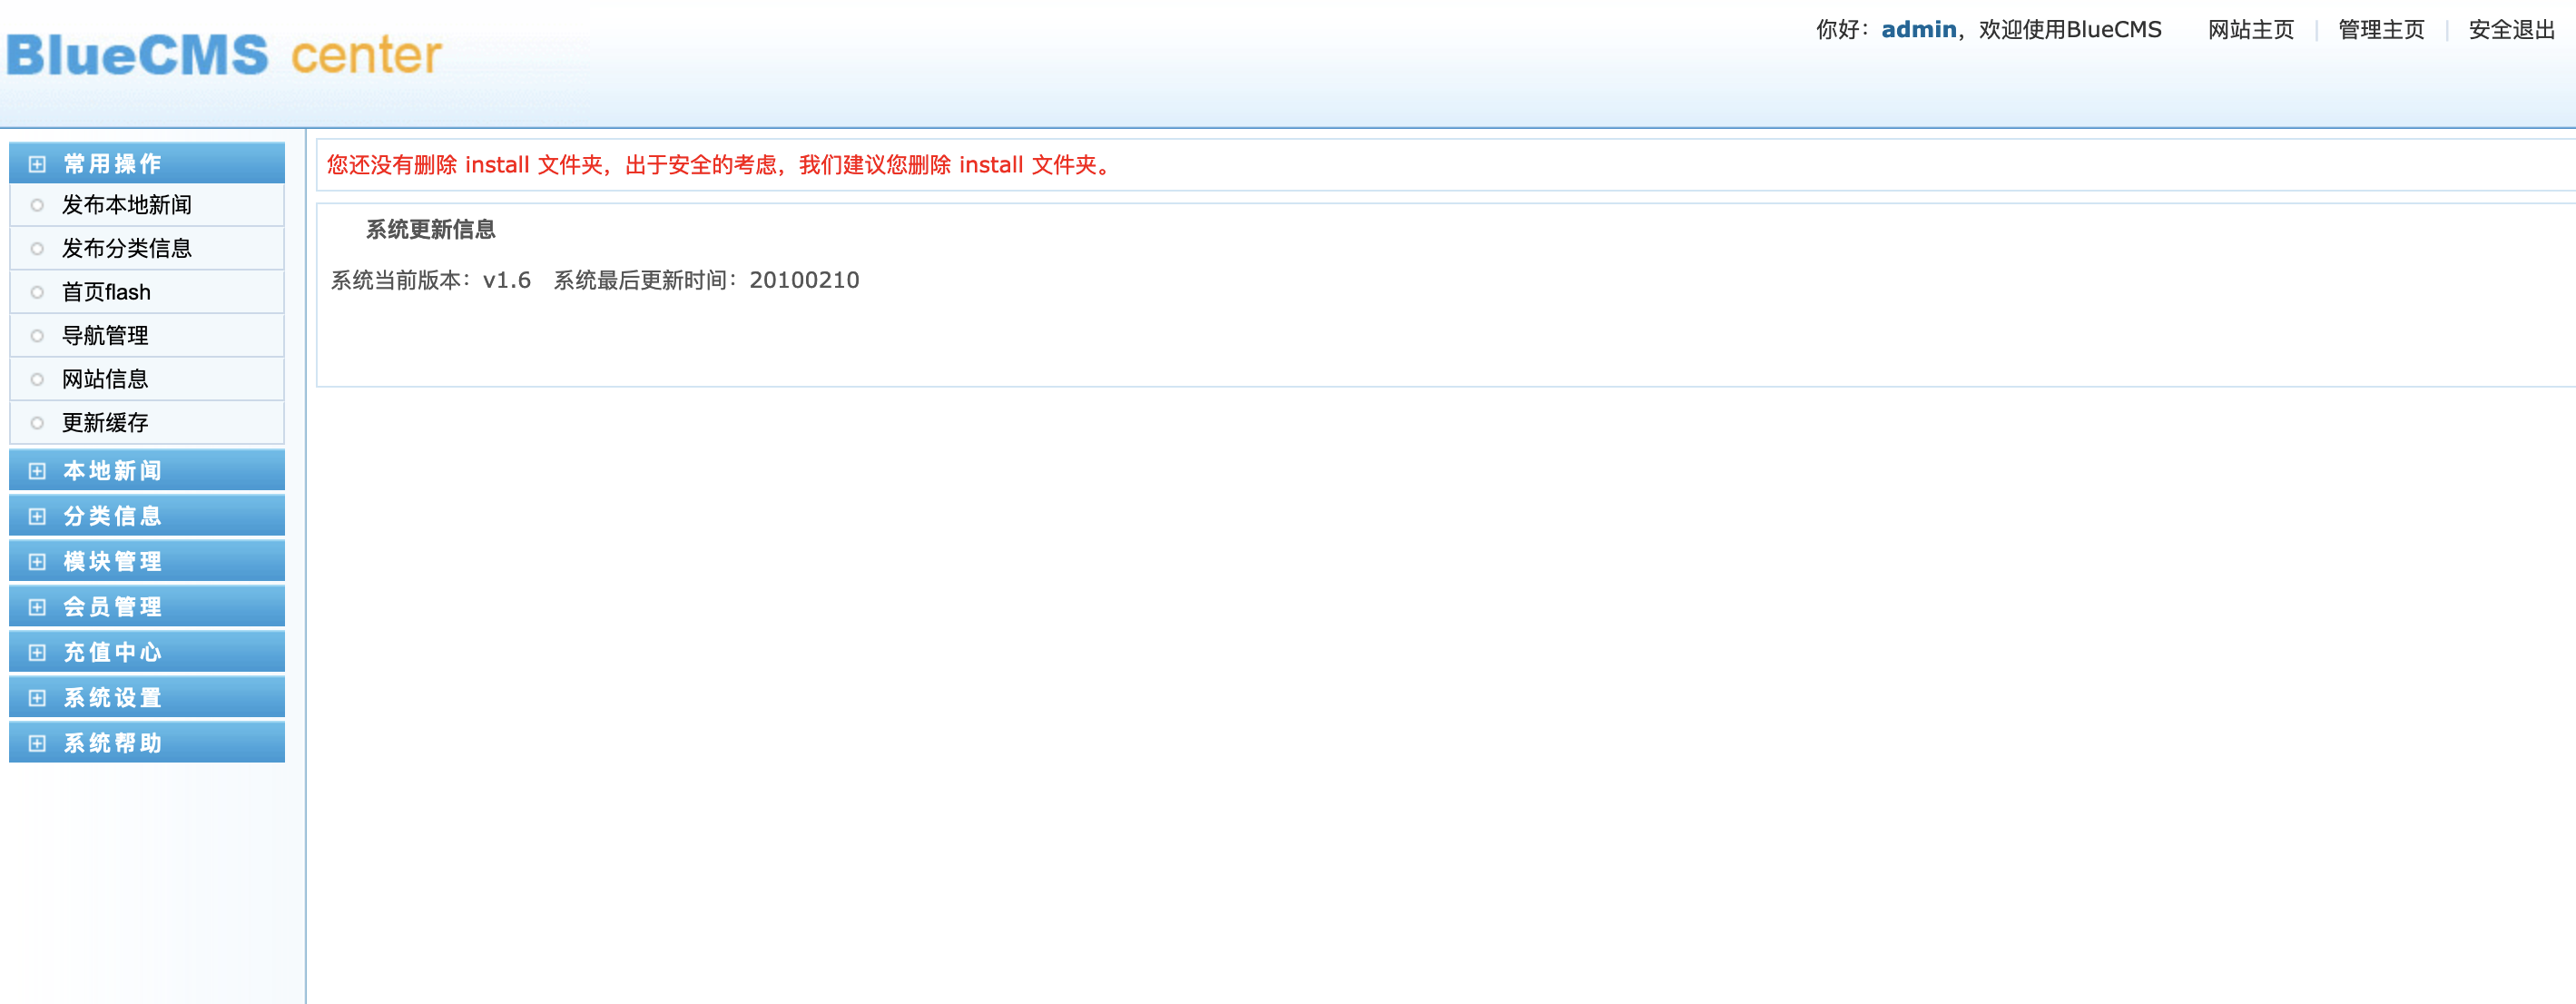 BlueCMS center
你好：admin，欢迎使用BlueCMS 网站主页 | 管理主页 | 安全退出
常用操作
发布本地新闻
发布分类信息
首页flash
导航管理
网站信息
更新缓存
本地新闻
分类信息
模块管理
会员管理
充值中心
系统设置
系统帮助
您还没有删除 install 文件夹，出于安全的考虑，我们建议您删除 install 文件夹。
系统更新信息
系统当前版本：v1.6 系统最后更新时间：20100210